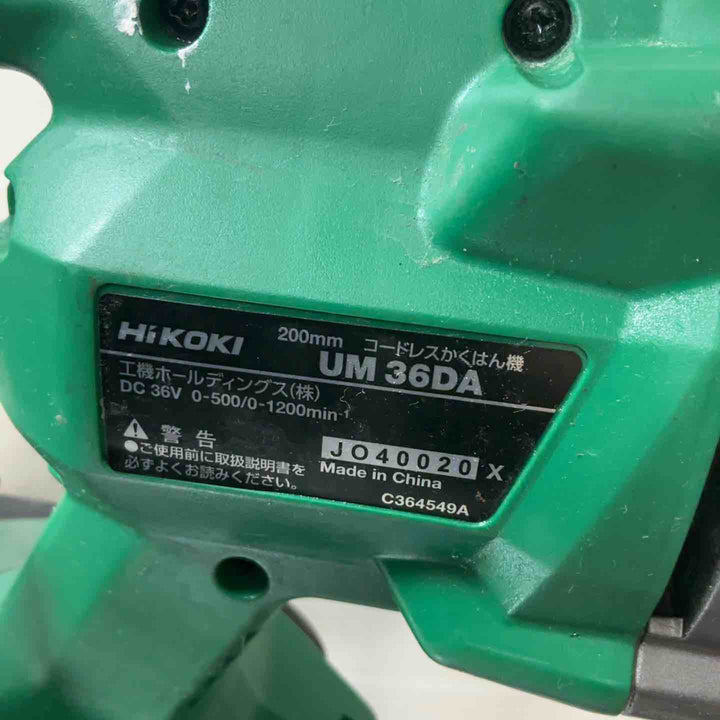 HiKOKI 200mm コードレスかくはん機
UM 36DA
工機ホールディングス(株)
DC 36V 0-500/0-1200min⁻¹
警告
●ご使用前に取扱説明書を
必ずよくお読みください。
JO40020 X
Made in China
C364549A